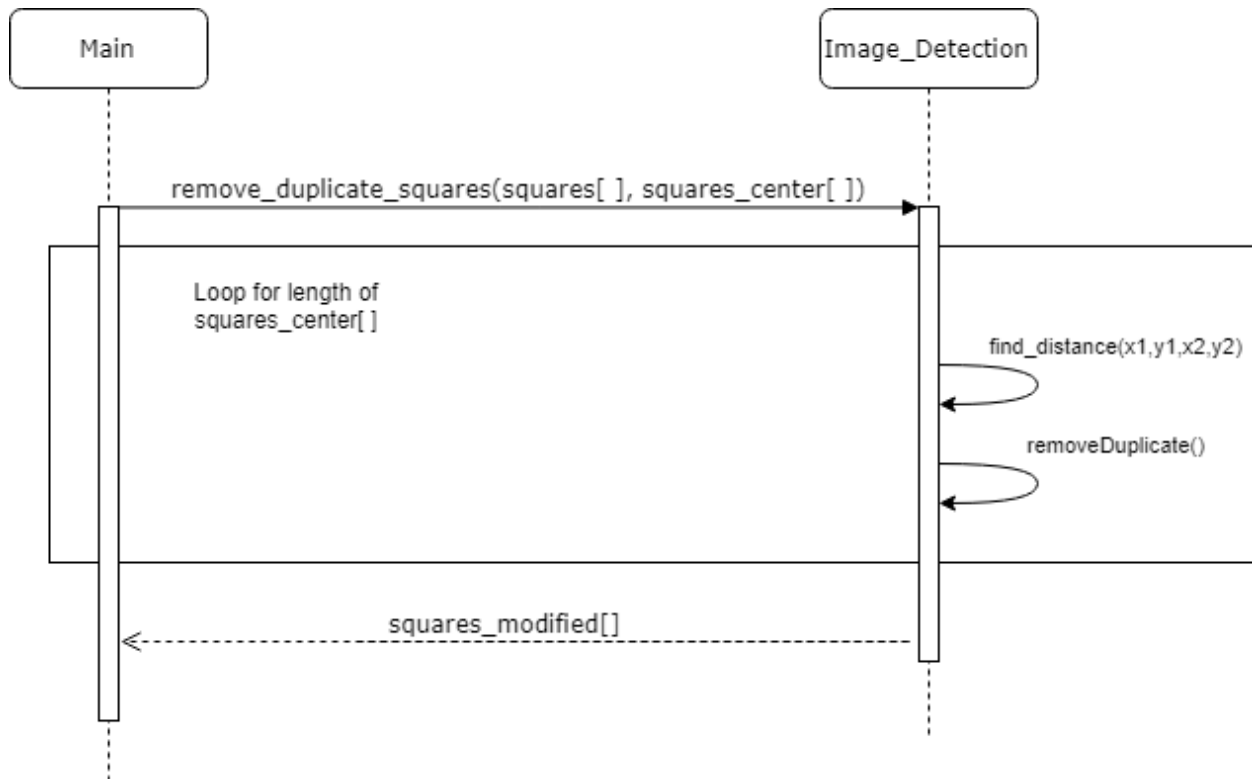 Main
Image_Detection
remove_duplicate_squares(squares[ ], squares_center[ ])
Loop for length of
squares_center[ ]
find_distance(x1,y1,x2,y2)
removeDuplicate()
squares_modified[]